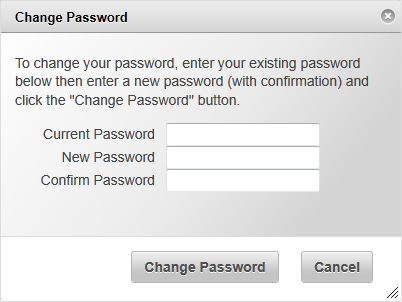 Change Password
To change your password, enter your existing password
below then enter a new password (with confirmation) and
click the "Change Password" button.
Current Password
New Password
Confirm Password
Change Password
Cancel